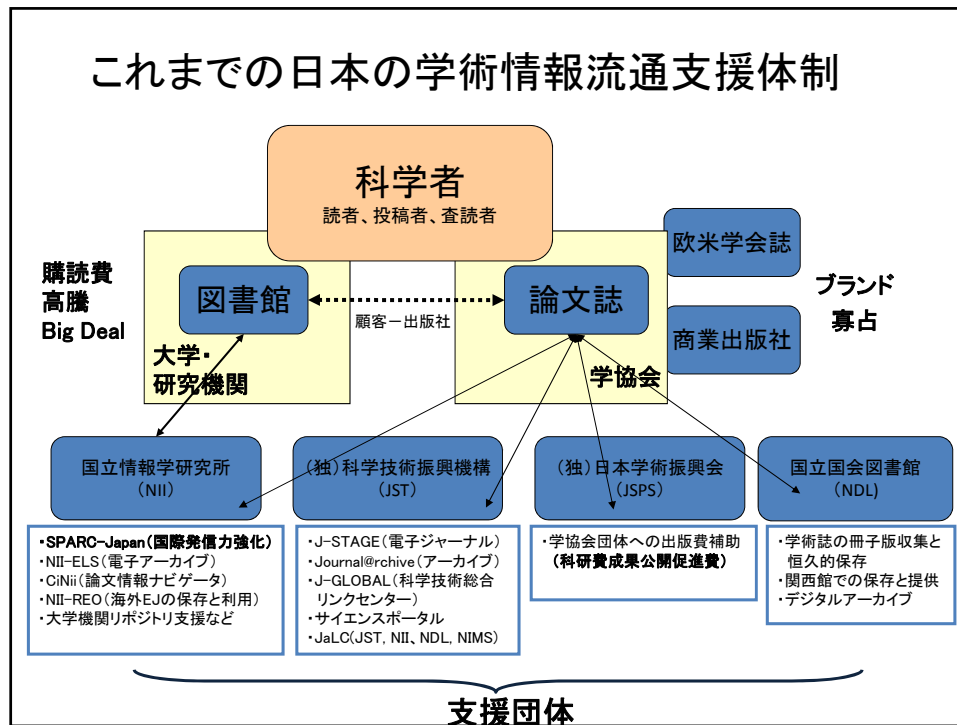 これまでの日本の学術情報流通支援体制
科学者
読者、投稿者、査読者
購読費
高騰
Big Deal
図書館
顧客－出版社
論文誌
欧米学会誌
商業出版社
ブランド
寡占
大学・
研究機関
学協会
国立情報学研究所
（NII）
（独）科学技術振興機構
（JST）
（独）日本学術振興会
（JSPS）
国立国会図書館
（NDL)
・SPARC-Japan（国際発信力強化）
・NII-ELS（電子アーカイブ）
・CiNii（論文情報ナビゲータ）
・NII-REO（海外EJの保存と利用）
・大学機関リポジトリ支援など
・J-STAGE（電子ジャーナル）
・Journal@rchive（アーカイブ）
・J-GLOBAL（科学技術総合
リンクセンター）
・サイエンスポータル
・JaLC(JST, NII、NDL, NIMS）
・学協会団体への出版費補助
（科研費成果公開促進費）
・学術誌の冊子版収集と
恒久的保存
・関西館での保存と提供
・デジタルアーカイブ
支援団体